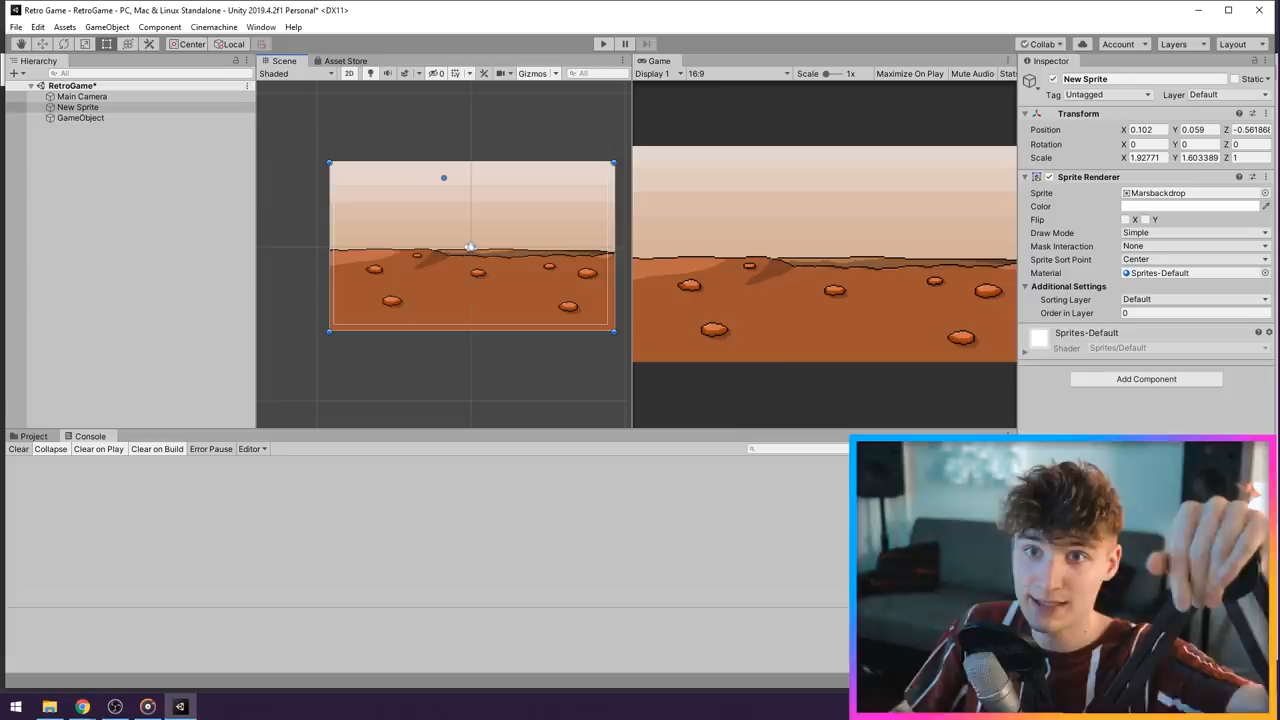 Retro Game - RetroGame - PC, Mac & Linux Standalone - Unity 2019.4.2f1 Personal* <DX11>
File Edit Assets GameObject Component Cinemachine Window Help
Center Local Collab Account Layers Layout
Hierarchy
All
RetroGame*
Main Camera
New Sprite
GameObject
Scene Asset Store
Shaded 2D 0 Gizmos All
Game
Display 1 16:9 Scale 1x Maximize On Play Mute Audio Stats
Inspector
New Sprite Static
Tag Untagged Layer Default
Transform
Position X 0.102 Y 0.059 Z -0.561868
Rotation X 0 Y 0 Z 0
Scale X 1.92771 Y 1.603389 Z 1
Sprite Renderer
Sprite Marsbackdrop
Color
Flip X Y
Draw Mode Simple
Mask Interaction None
Sprite Sort Point Center
Material Sprites-Default
Additional Settings
Sorting Layer Default
Order in Layer 0
Sprites-Default
Shader Sprites/Default
Add Component
Project Console
Clear Collapse Clear on Play Clear on Build Error Pause Editor